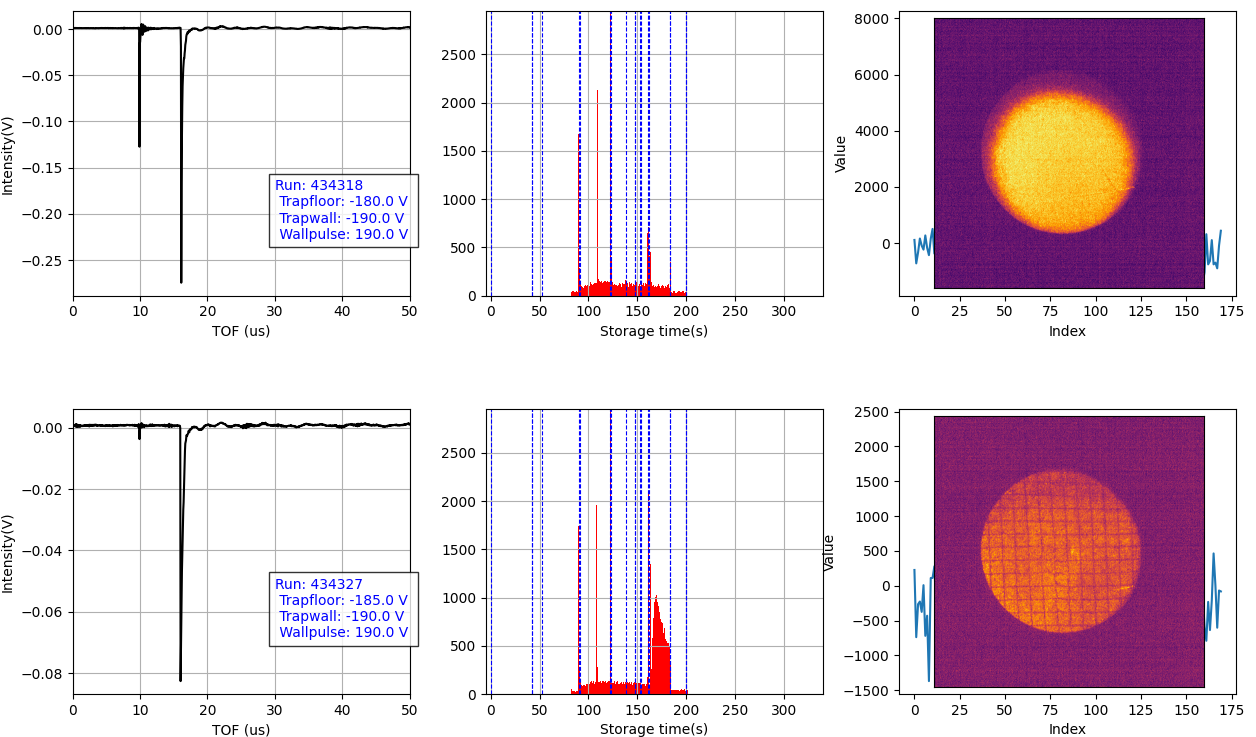 0.00
−0.05
−0.10
−0.15
−0.20
−0.25
Intensity(V)
0 10 20 30 40 50
TOF (us)
Run: 434318
Trapfloor: -180.0 V
Trapwall: -190.0 V
Wallpulse: 190.0 V
2500
2000
1500
1000
500
0
0 50 100 150 200 250 300
Storage time(s)
8000
6000
4000
2000
0
Value
0 25 50 75 100 125 150 175
Index
0.00
−0.02
−0.04
−0.06
−0.08
Intensity(V)
0 10 20 30 40 50
TOF (us)
Run: 434327
Trapfloor: -185.0 V
Trapwall: -190.0 V
Wallpulse: 190.0 V
2500
2000
1500
1000
500
0
0 50 100 150 200 250 300
Storage time(s)
2500
2000
1500
1000
500
0
−500
−1000
−1500
Value
0 25 50 75 100 125 150 175
Index